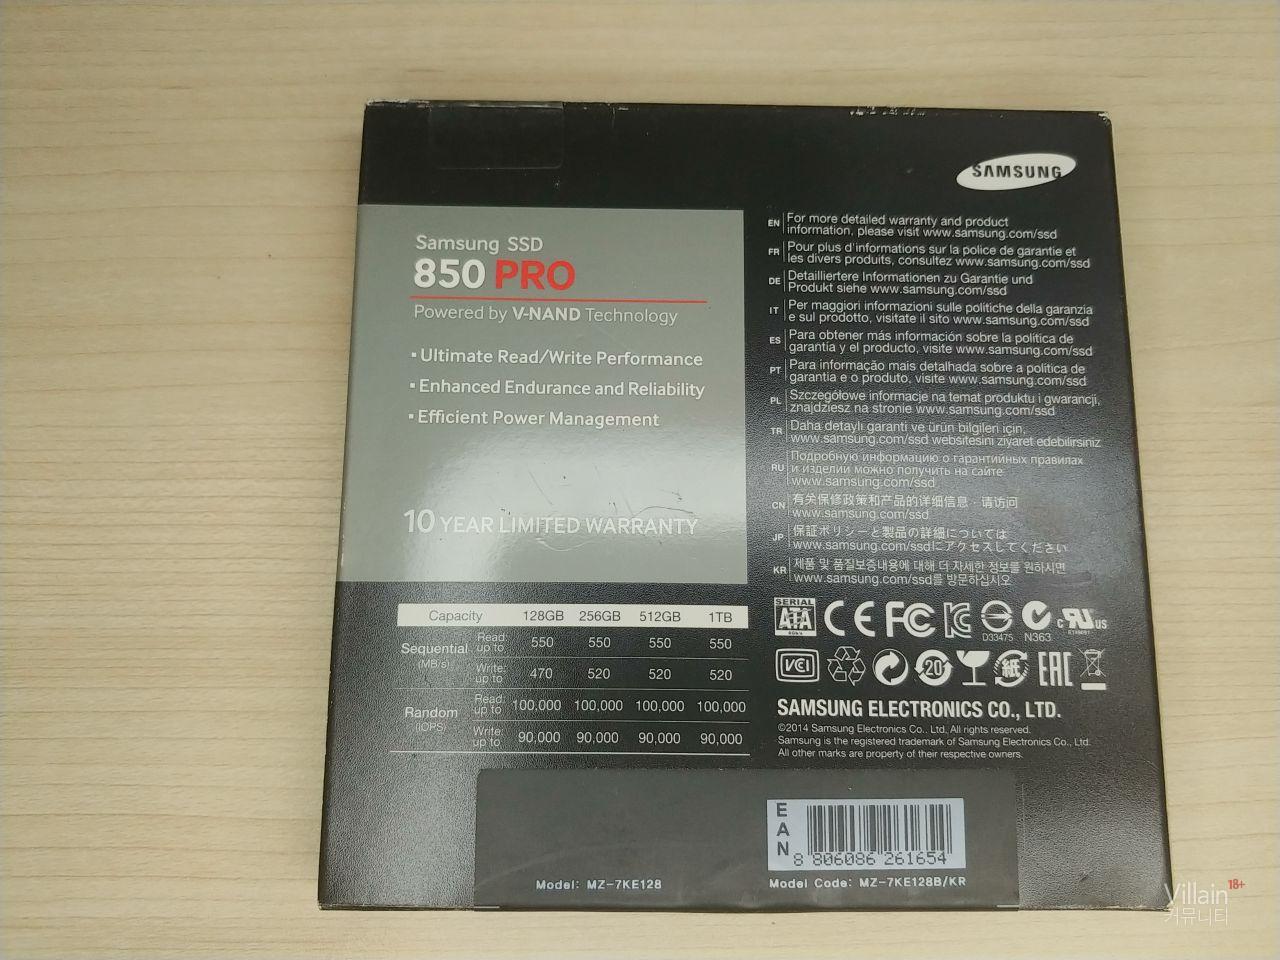 SAMSUNG
Samsung SSD
850 PRO
Powered by V-NAND Technology
▪ Ultimate Read/Write Performance
▪ Enhanced Endurance and Reliability
▪ Efficient Power Management
10 YEAR LIMITED WARRANTY
Capacity 128GB 256GB 512GB 1TB
Sequential (MB/s) Read: up to 550 550 550 550
Write: up to 470 520 520 520
Random (IOPS) Read: up to 100,000 100,000 100,000 100,000
Write: up to 90,000 90,000 90,000 90,000
EN For more detailed warranty and product
information, please visit www.samsung.com/ssd
FR Pour plus d'informations sur la police de garantie et
les divers produits, consultez www.samsung.com/ssd
DE Detailliertere Informationen zu Garantie und
Produkt siehe www.samsung.com/ssd
IT Per maggiori informazioni sulle politiche della garanzia
e sul prodotto, visitate il sito www.samsung.com/ssd
ES Para obtener más información sobre la política de
garantía y el producto, visite www.samsung.com/ssd
PT Para informação mais detalhada sobre a política de
garantia e o produto, visite www.samsung.com/ssd
PL Szczegółowe informacje na temat produktu i gwarancji,
znajdziesz na stronie www.samsung.com/ssd
TR Daha detaylı garanti ve ürün bilgileri için,
www.samsung.com/ssd websitesini ziyaret edebilirsiniz
RU Подробную информацию о гарантийных правилах
и изделии можно получить на сайте
www.samsung.com/ssd
CN 有关保修政策和产品的详细信息，请访问
www.samsung.com/ssd
JP 保証ポリシーと製品の詳細については
www.samsung.com/ssdにアクセスしてください
KR 제품 및 품질보증내용에 대해 더 자세한 정보를 원하시면
www.samsung.com/ssd를 방문하십시오
SERIAL ATA CE FC D33475 N363 c RU US
VCI 20 紙 EAC
SAMSUNG ELECTRONICS CO., LTD.
©2014 Samsung Electronics Co., Ltd. All rights reserved.
Samsung is the registered trademark of Samsung Electronics Co., Ltd.
All other marks are property of their respective owners.
EAN
8 806086 261654
Model: MZ-7KE128
Model Code: MZ-7KE128B/KR
Villain 18+
커뮤니티